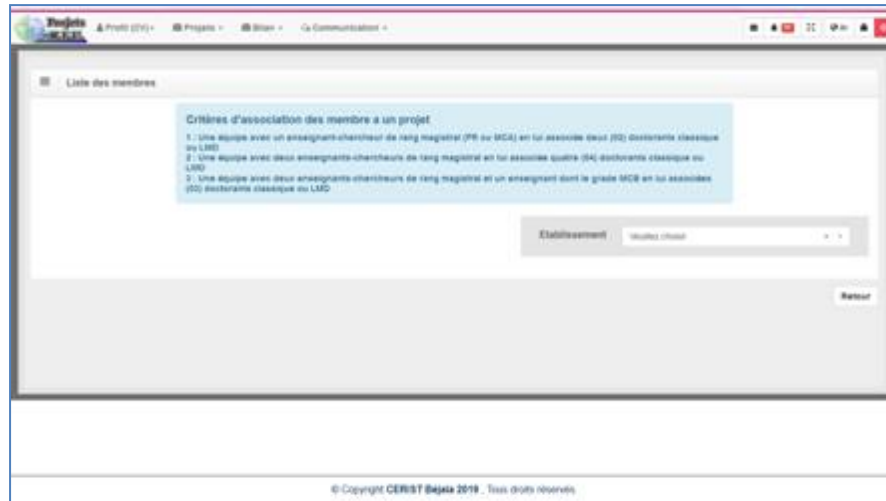 Projets
Profil (CV) Projets Bilan Communication
Liste des membres
Critères d'association des membre a un projet
1 : Une équipe avec un enseignant-chercheur de rang magistral (PR ou MCA) en lui associée deux (02) doctorants classique
ou LMD
2 : Une équipe avec deux enseignants-chercheurs de rang magistral en lui associée quatre (04) doctorants classique ou
LMD
3 : Une équipe avec deux enseignants-chercheurs de rang magistral et un enseignant dont le grade MCB en lui associées
(03) doctorants classique ou LMD
Etablissement Veuillez choisir
Retour
© Copyright CERIST Bejaia 2019 . Tous droits réservés.